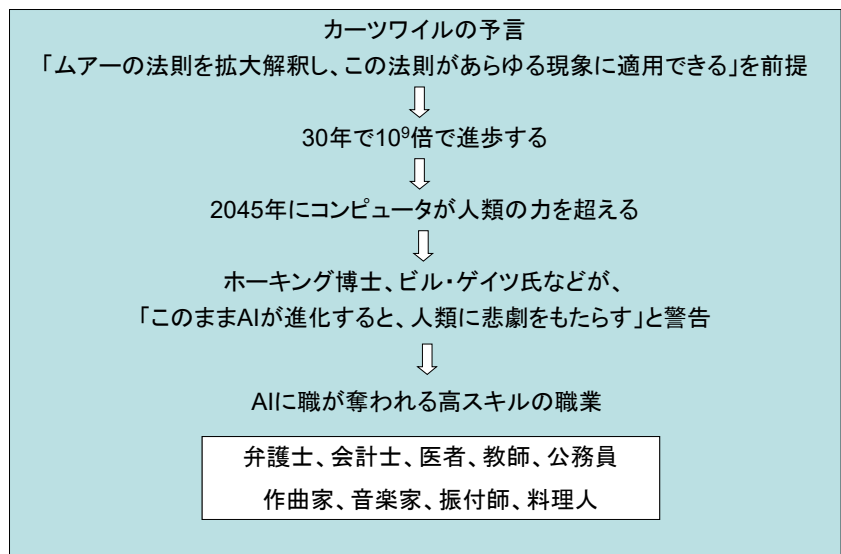 カーツワイルの予言
「ムアーの法則を拡大解釈し、この法則があらゆる現象に適用できる」を前提
30年で10⁹倍で進歩する
2045年にコンピュータが人類の力を超える
ホーキング博士、ビル・ゲイツ氏などが、
「このままAIが進化すると、人類に悲劇をもたらす」と警告
AIに職が奪われる高スキルの職業
弁護士、会計士、医者、教師、公務員
作曲家、音楽家、振付師、料理人